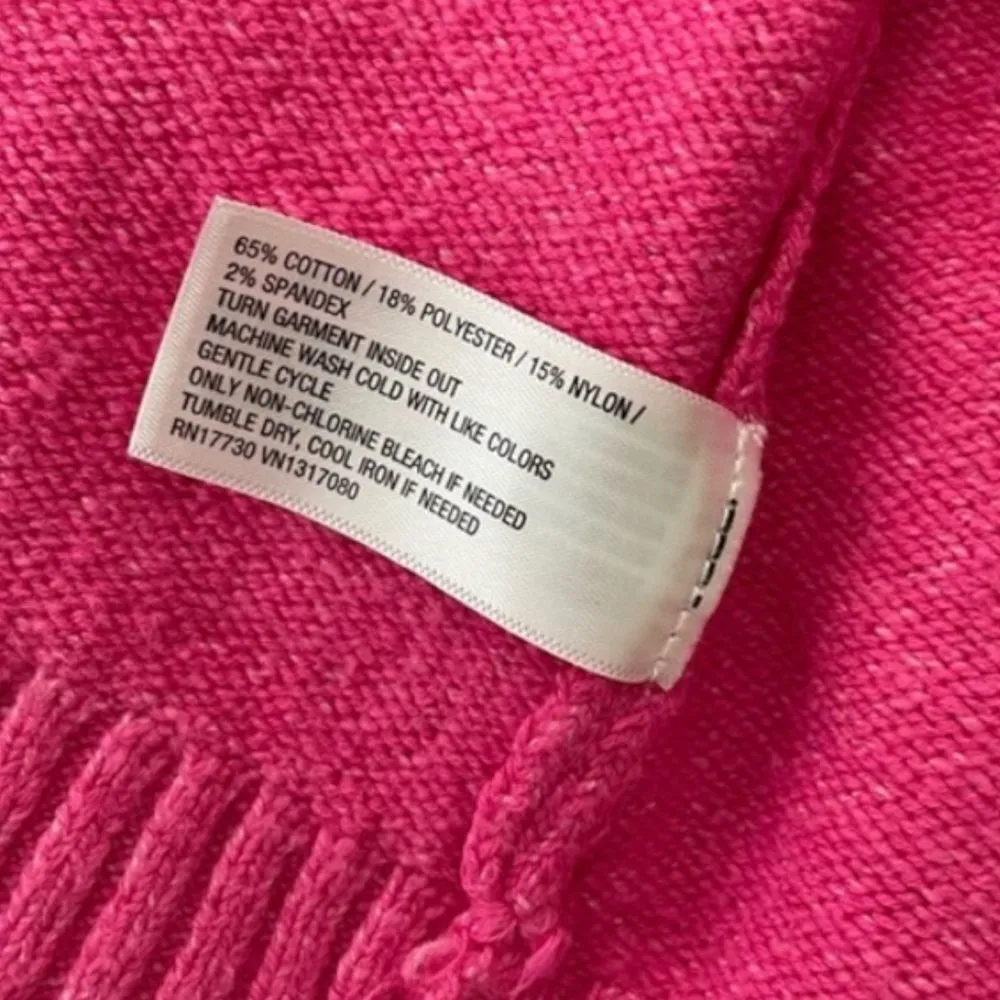 65% COTTON / 18% POLYESTER / 15% NYLON /
2% SPANDEX
TURN GARMENT INSIDE OUT
MACHINE WASH COLD WITH LIKE COLORS
GENTLE CYCLE
ONLY NON-CHLORINE BLEACH IF NEEDED
TUMBLE DRY, COOL IRON IF NEEDED
RN17730 VN1317080